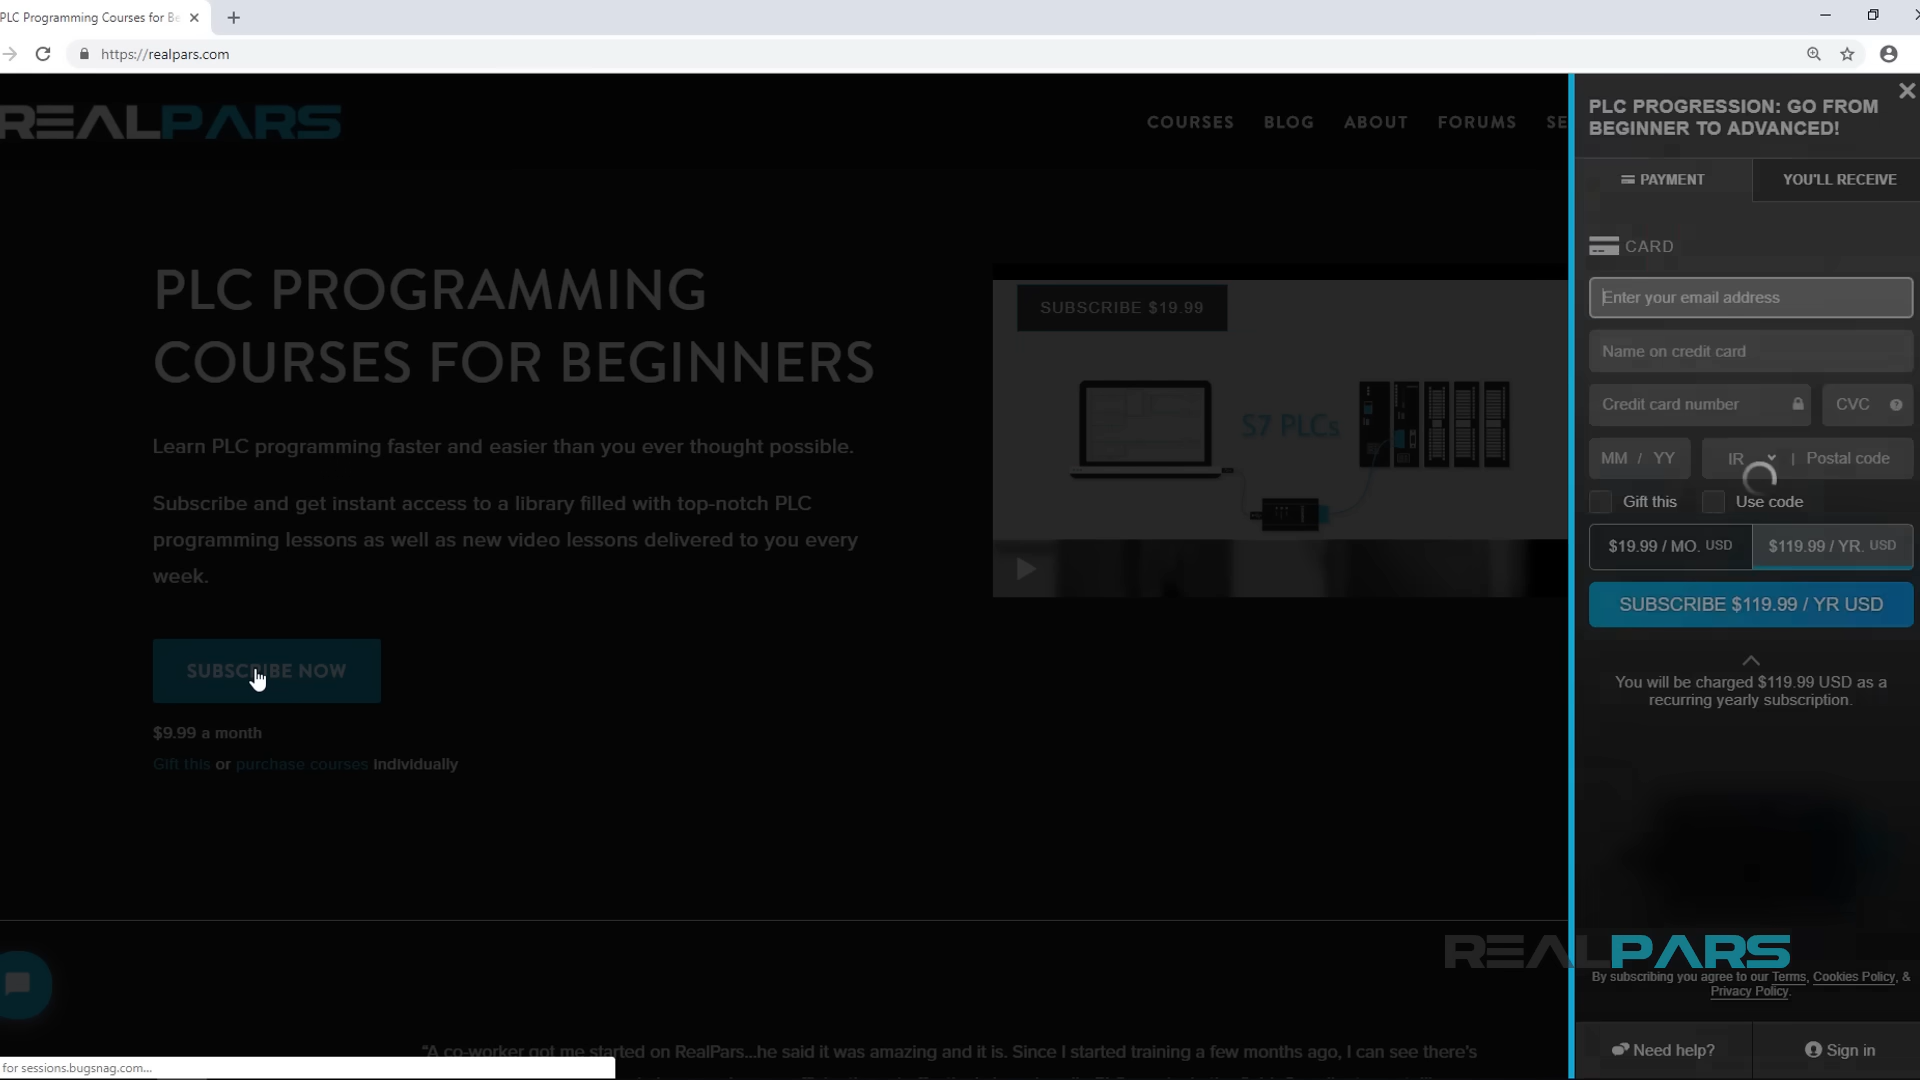 PLC Programming Courses for Be
https://realpars.com
REALPARS
COURSES BLOG ABOUT FORUMS SE
PLC PROGRAMMING
COURSES FOR BEGINNERS
Learn PLC programming faster and easier than you ever thought possible.
Subscribe and get instant access to a library filled with top-notch PLC
programming lessons as well as new video lessons delivered to you every
week.
SUBSCRIBE NOW
$9.99 a month
Gift this or purchase courses individually
SUBSCRIBE $19.99
S7 PLCs
PLC PROGRESSION: GO FROM
BEGINNER TO ADVANCED!
PAYMENT
YOU'LL RECEIVE
CARD
Enter your email address
Name on credit card
Credit card number
CVC
MM / YY
IR
Postal code
Gift this
Use code
$19.99 / MO. USD
$119.99 / YR. USD
SUBSCRIBE $119.99 / YR USD
You will be charged $119.99 USD as a
recurring yearly subscription.
REALPARS
By subscribing you agree to our Terms, Cookies Policy, &
Privacy Policy.
Need help?
Sign in
"A co-worker got me started on RealPars...he said it was amazing and it is. Since I started training a few months ago, I can see there's
for sessions.bugsnag.com...